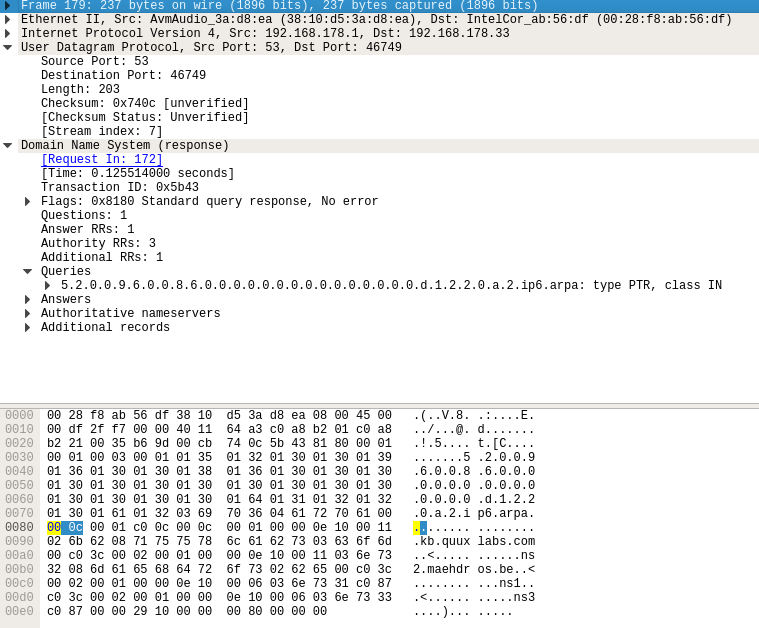 Frame 179: 237 bytes on wire (1896 bits), 237 bytes captured (1896 bits)
Ethernet II, Src: AvmAudio_3a:d8:ea (38:10:d5:3a:d8:ea), Dst: IntelCor_ab:56:df (00:28:f8:ab:56:df)
Internet Protocol Version 4, Src: 192.168.178.1, Dst: 192.168.178.33
User Datagram Protocol, Src Port: 53, Dst Port: 46749
Source Port: 53
Destination Port: 46749
Length: 203
Checksum: 0x740c [unverified]
[Checksum Status: Unverified]
[Stream index: 7]
Domain Name System (response)
[Request In: 172]
[Time: 0.125514000 seconds]
Transaction ID: 0x5b43
Flags: 0x8180 Standard query response, No error
Questions: 1
Answer RRs: 1
Authority RRs: 3
Additional RRs: 1
Queries
5.2.0.0.9.6.0.0.8.6.0.0.0.0.0.0.0.0.0.0.0.0.0.0.0.d.1.2.2.0.a.2.ip6.arpa: type PTR, class IN
Answers
Authoritative nameservers
Additional records
0000 00 28 f8 ab 56 df 38 10 d5 3a d8 ea 08 00 45 00 .(..V.8. .:....E.
0010 00 df 2f f7 00 00 40 11 64 a3 c0 a8 b2 01 c0 a8 ../...@. d.......
0020 b2 21 00 35 b6 9d 00 cb 74 0c 5b 43 81 80 00 01 .!.5.... t.[C....
0030 00 01 00 03 00 01 01 35 01 32 01 30 01 30 01 39 .......5 .2.0.0.9
0040 01 36 01 30 01 30 01 38 01 36 01 30 01 30 01 30 .6.0.0.8 .6.0.0.0
0050 01 30 01 30 01 30 01 30 01 30 01 30 01 30 01 30 .0.0.0.0 .0.0.0.0
0060 01 30 01 30 01 30 01 30 01 64 01 31 01 32 01 32 .0.0.0.0 .d.1.2.2
0070 01 30 01 61 01 32 03 69 70 36 04 61 72 70 61 00 .0.a.2.i p6.arpa.
0080 00 0c 00 01 c0 0c 00 0c 00 01 00 00 0e 10 00 11 ........ ........
0090 02 6b 62 08 71 75 75 78 6c 61 62 73 03 63 6f 6d .kb.quux labs.com
00a0 00 c0 3c 00 02 00 01 00 00 0e 10 00 11 03 6e 73 ..<..... ......ns
00b0 32 08 6d 61 65 68 64 72 6f 73 02 62 65 00 c0 3c 2.maehdr os.be..<
00c0 00 02 00 01 00 00 0e 10 00 06 03 6e 73 31 c0 87 ........ ...ns1..
00d0 c0 3c 00 02 00 01 00 00 0e 10 00 06 03 6e 73 33 .<...... .....ns3
00e0 c0 87 00 00 29 10 00 00 00 80 00 00 00 ....)... .....